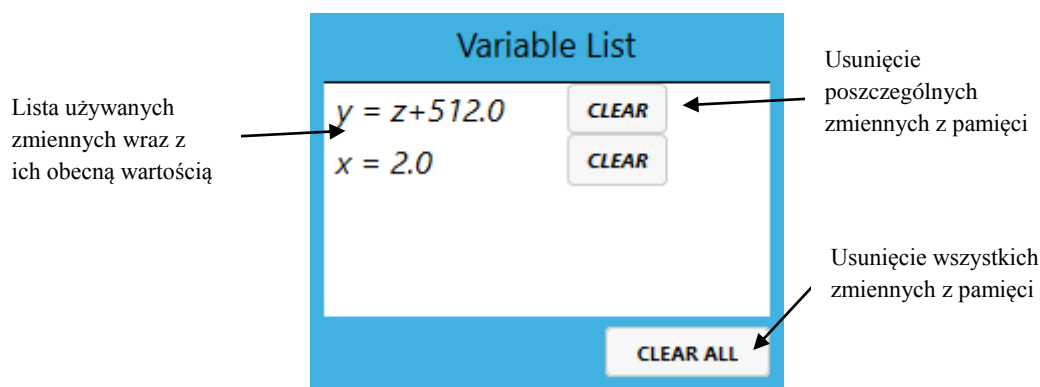 Variable List
Lista używanych
zmiennych wraz z
ich obecną wartością
y = z+512.0
CLEAR
x = 2.0
CLEAR
Usunięcie
poszczególnych
zmiennych z pamięci
Usunięcie wszystkich
zmiennych z pamięci
CLEAR ALL